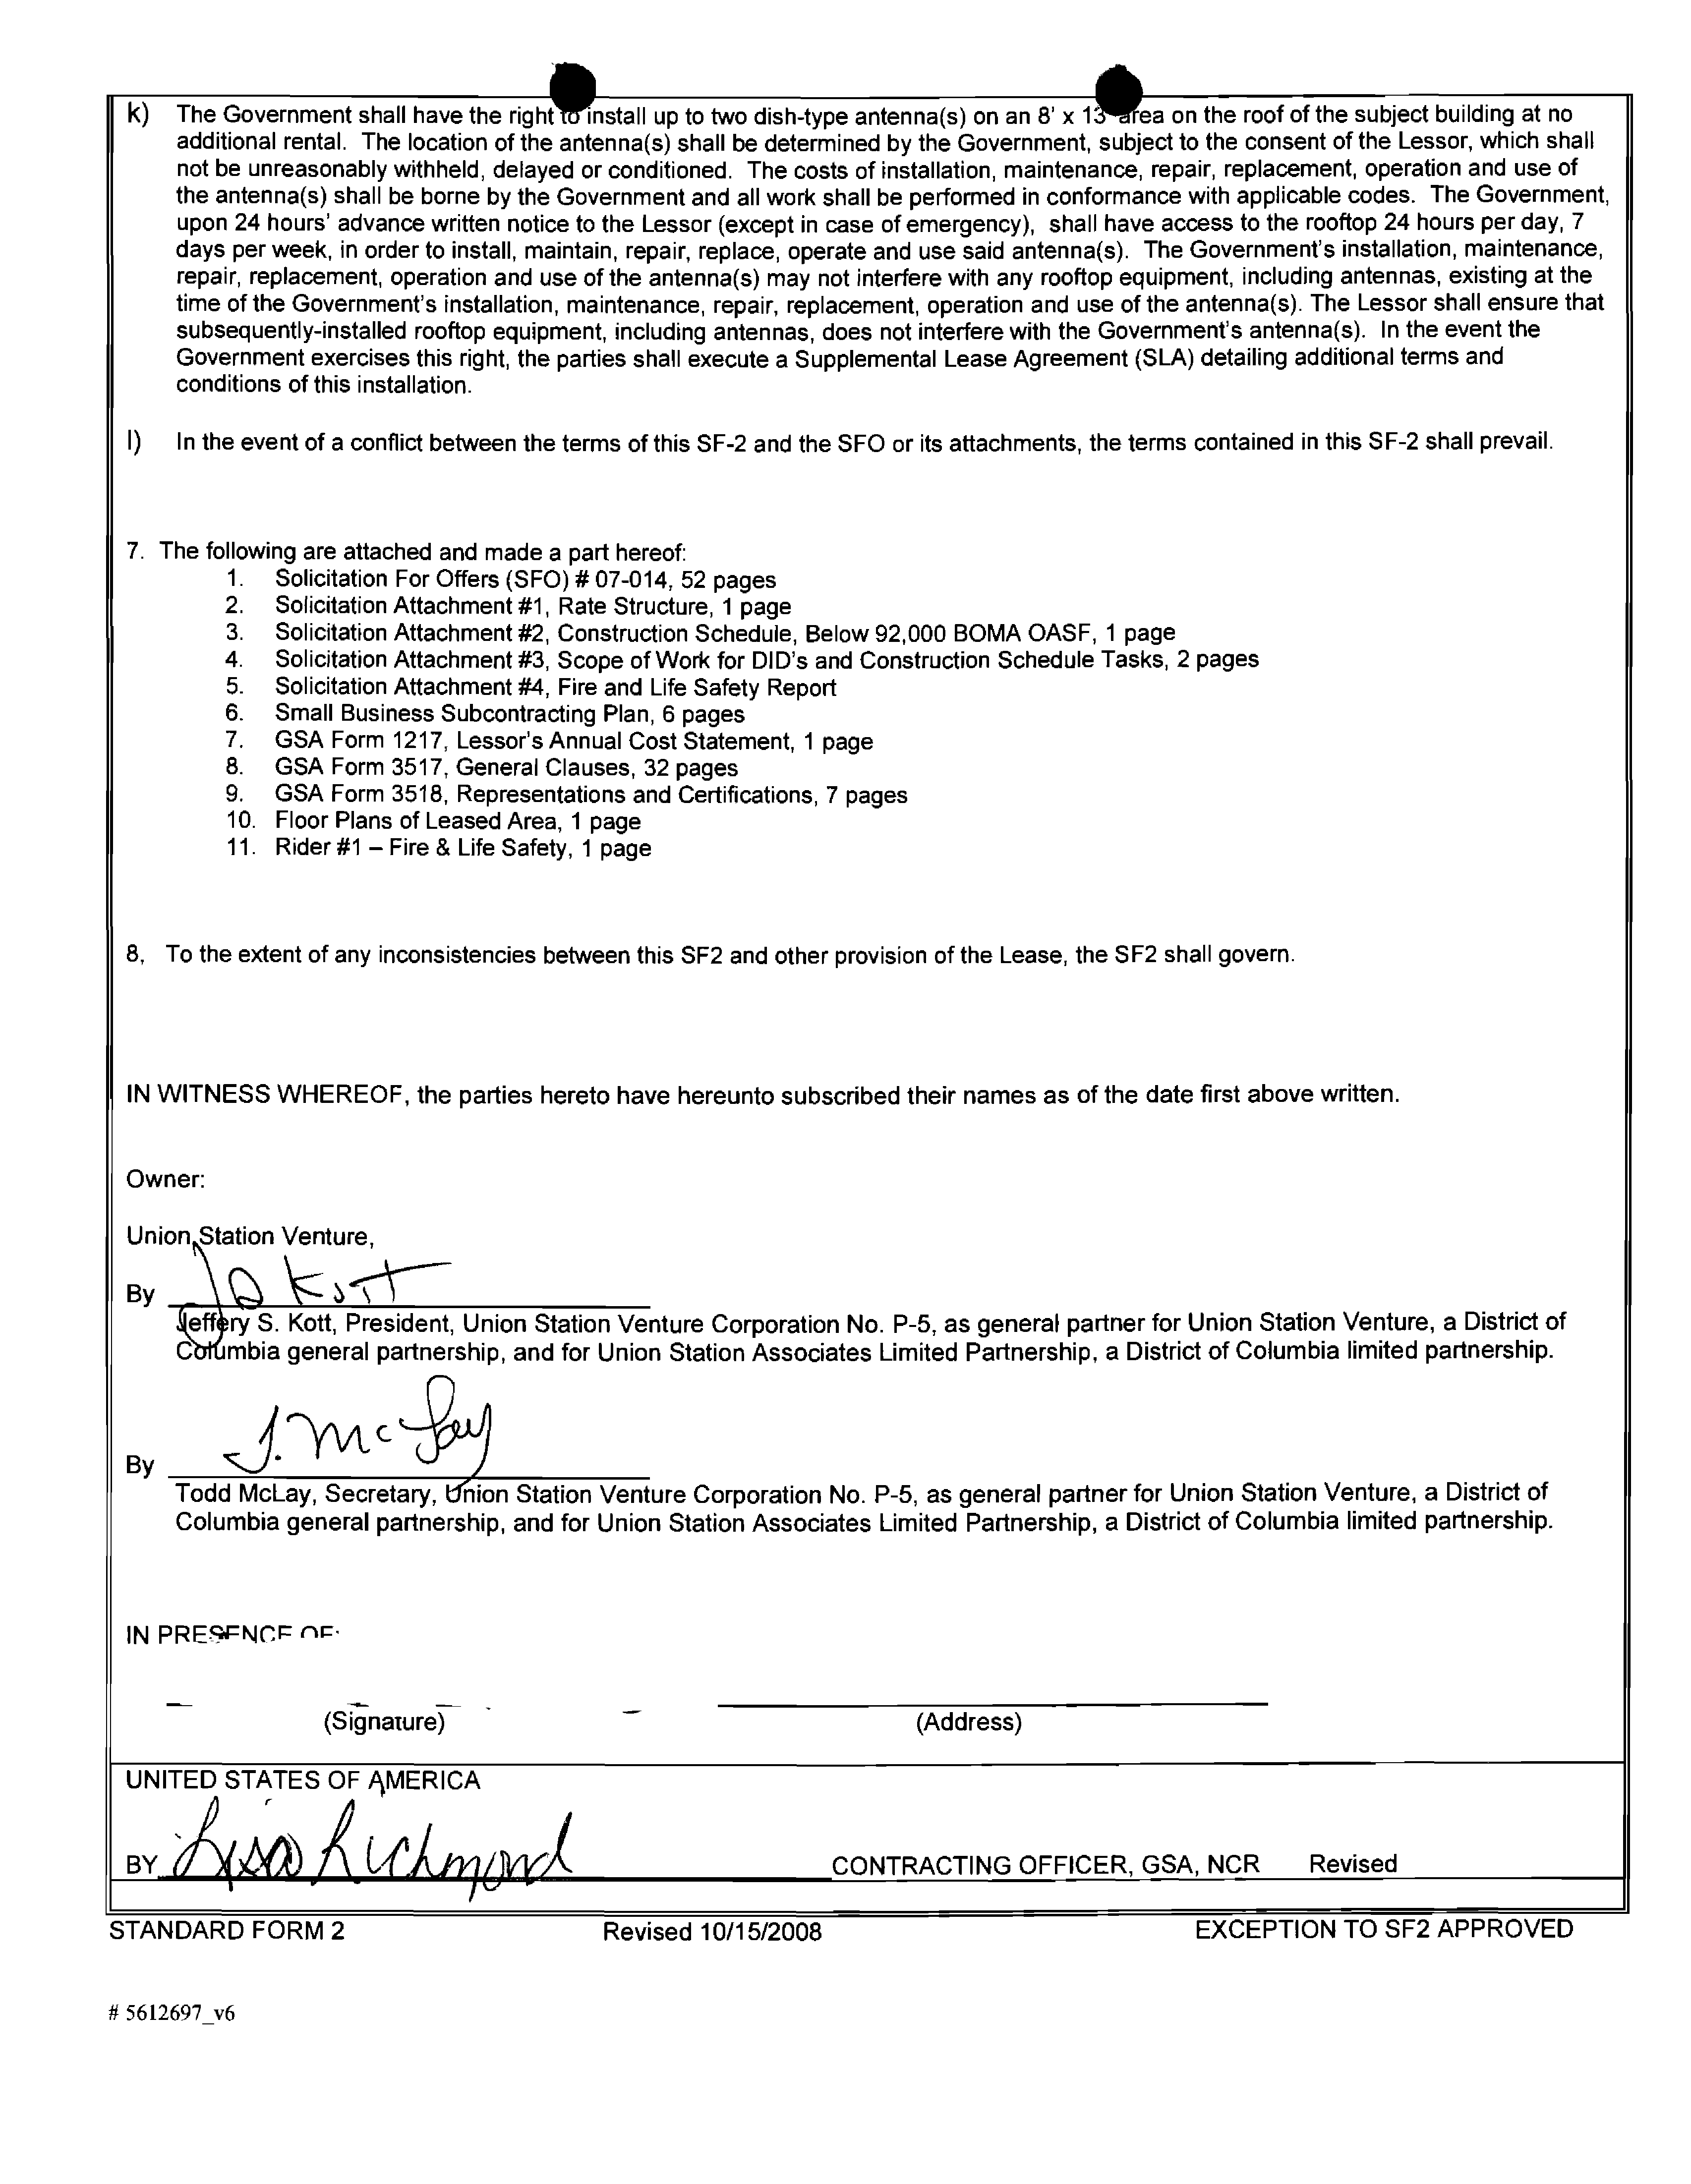 k) The Government shall have the right to install up to two dish-type antenna(s) on an 8' x 13' area on the roof of the subject building at no
additional rental. The location of the antenna(s) shall be determined by the Government, subject to the consent of the Lessor, which shall
not be unreasonably withheld, delayed or conditioned. The costs of installation, maintenance, repair, replacement, operation and use of
the antenna(s) shall be borne by the Government and all work shall be performed in conformance with applicable codes. The Government,
upon 24 hours' advance written notice to the Lessor (except in case of emergency), shall have access to the rooftop 24 hours per day, 7
days per week, in order to install, maintain, repair, replace, operate and use said antenna(s). The Government's installation, maintenance,
repair, replacement, operation and use of the antenna(s) may not interfere with any rooftop equipment, including antennas, existing at the
time of the Government's installation, maintenance, repair, replacement, operation and use of the antenna(s). The Lessor shall ensure that
subsequently-installed rooftop equipment, including antennas, does not interfere with the Government's antenna(s). In the event the
Government exercises this right, the parties shall execute a Supplemental Lease Agreement (SLA) detailing additional terms and
conditions of this installation.
l) In the event of a conflict between the terms of this SF-2 and the SFO or its attachments, the terms contained in this SF-2 shall prevail.
7. The following are attached and made a part hereof:
1. Solicitation For Offers (SFO) # 07-014, 52 pages
2. Solicitation Attachment #1, Rate Structure, 1 page
3. Solicitation Attachment #2, Construction Schedule, Below 92,000 BOMA OASF, 1 page
4. Solicitation Attachment #3, Scope of Work for DID's and Construction Schedule Tasks, 2 pages
5. Solicitation Attachment #4, Fire and Life Safety Report
6. Small Business Subcontracting Plan, 6 pages
7. GSA Form 1217, Lessor's Annual Cost Statement, 1 page
8. GSA Form 3517, General Clauses, 32 pages
9. GSA Form 3518, Representations and Certifications, 7 pages
10. Floor Plans of Leased Area, 1 page
11. Rider #1 – Fire & Life Safety, 1 page
8, To the extent of any inconsistencies between this SF2 and other provision of the Lease, the SF2 shall govern.
IN WITNESS WHEREOF, the parties hereto have hereunto subscribed their names as of the date first above written.
Owner:
Union Station Venture,
By Kott
Jeffery S. Kott, President, Union Station Venture Corporation No. P-5, as general partner for Union Station Venture, a District of
Columbia general partnership, and for Union Station Associates Limited Partnership, a District of Columbia limited partnership.
By J. McLay
Todd McLay, Secretary, Union Station Venture Corporation No. P-5, as general partner for Union Station Venture, a District of
Columbia general partnership, and for Union Station Associates Limited Partnership, a District of Columbia limited partnership.
IN PRESENCE OF:
(Signature) (Address)
UNITED STATES OF AMERICA
BY Lisa Richmond CONTRACTING OFFICER, GSA, NCR Revised
STANDARD FORM 2 Revised 10/15/2008 EXCEPTION TO SF2 APPROVED
# 5612697_v6